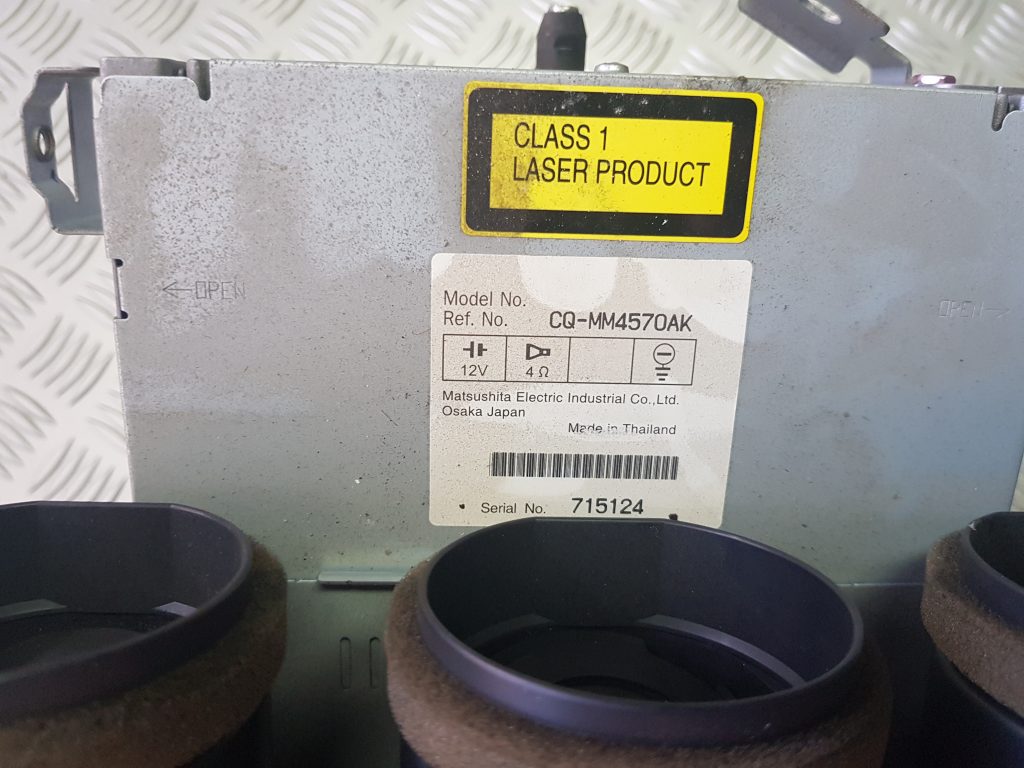 CLASS 1
LASER PRODUCT
OPEN
OPEN
Model No.
Ref. No. CQ-MM4570AK
12V 4 Ω
Matsushita Electric Industrial Co.,Ltd.
Osaka Japan
Made in Thailand
Serial No. 715124